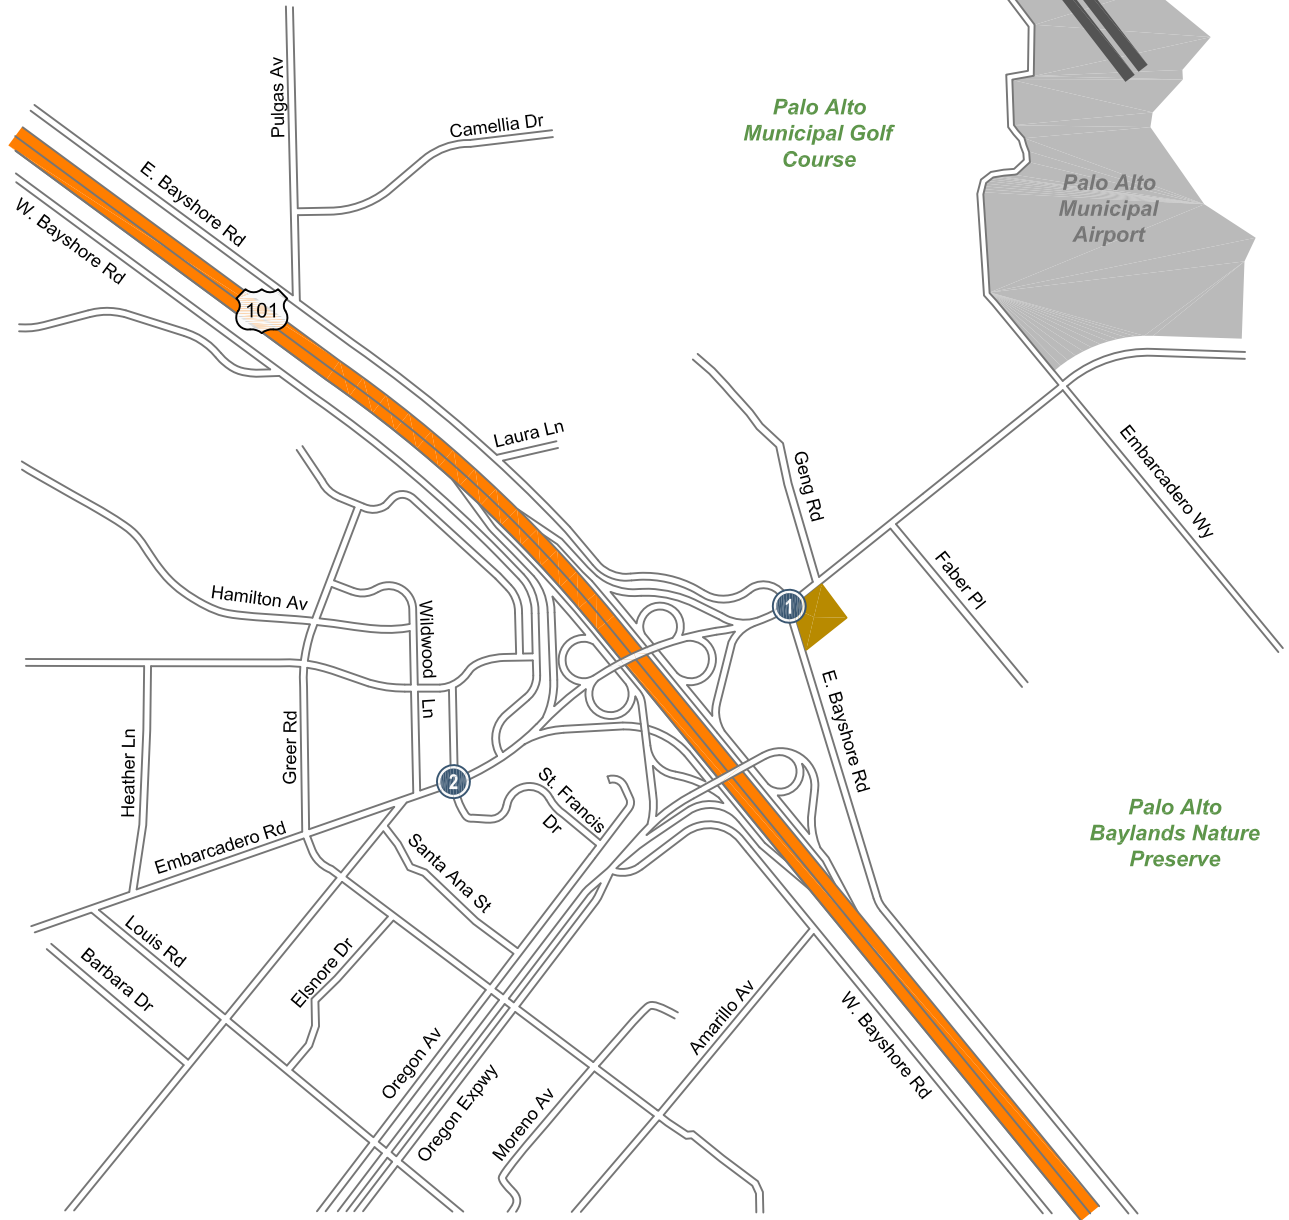 Pulgas Av
Camellia Dr
Palo Alto
Municipal Golf
Course
E. Bayshore Rd
W. Bayshore Rd
Palo Alto
Municipal
Airport
101
Laura Ln
Geng Rd
Embarcadero Wy
Faber Pl
Hamilton Av
Wildwood
Ln
1
E. Bayshore Rd
Heather Ln
Greer Rd
2
St. Francis
Dr
Palo Alto
Baylands Nature
Preserve
Embarcadero Rd
Santa Ana St
Louis Rd
Barbara Dr
Elsnore Dr
Oregon Av
Oregon Expwy
Moreno Av
Amarillo Av
W. Bayshore Rd